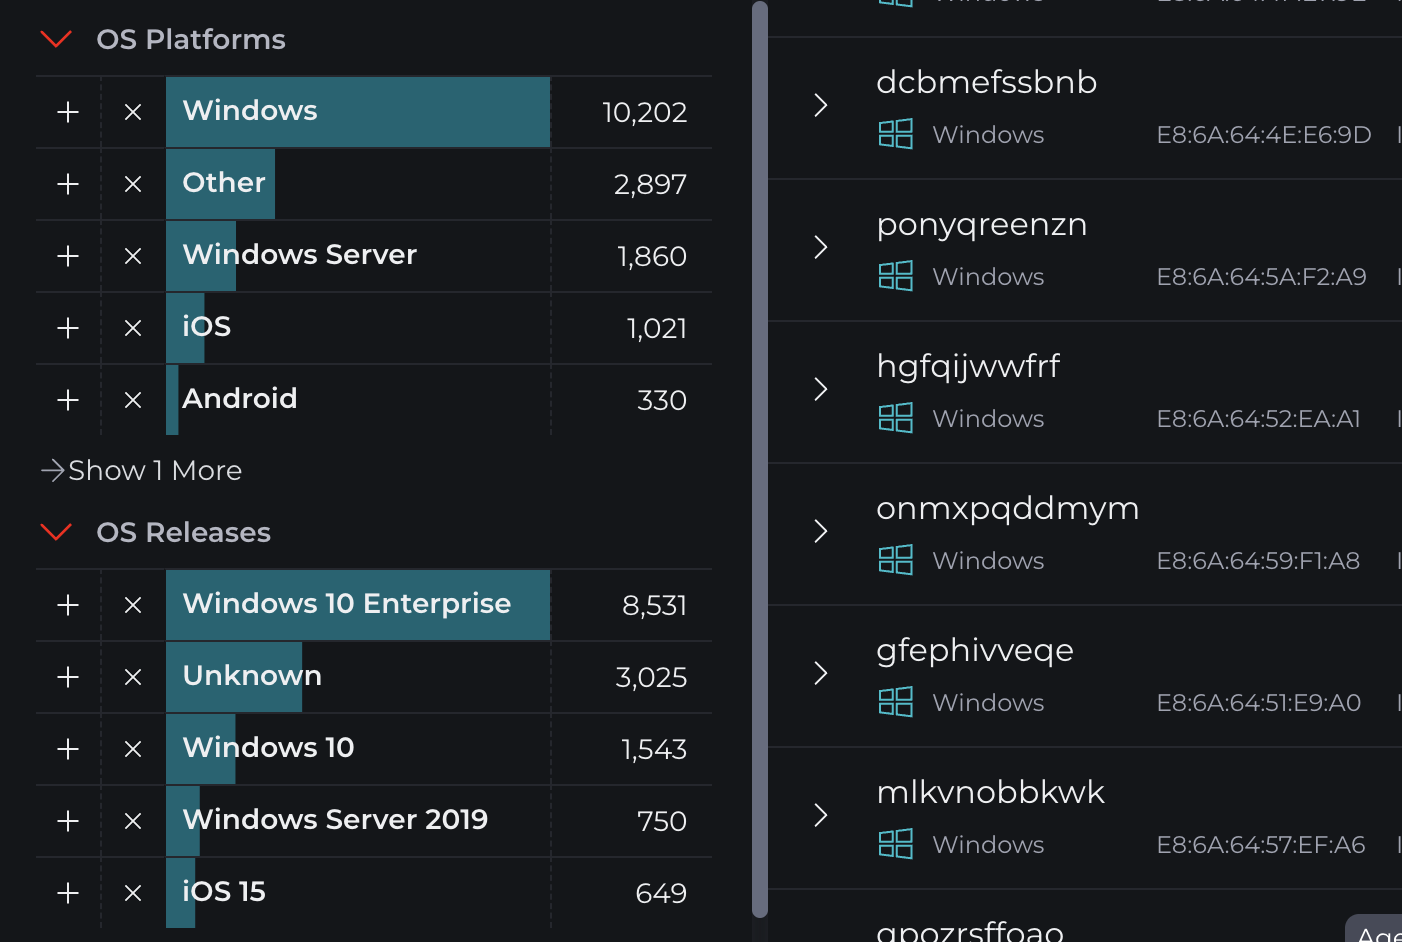 OS Platforms
Windows 10,202
Other 2,897
Windows Server 1,860
iOS 1,021
Android 330
Show 1 More
OS Releases
Windows 10 Enterprise 8,531
Unknown 3,025
Windows 10 1,543
Windows Server 2019 750
iOS 15 649
dcbmefssbnb
Windows E8:6A:64:4E:E6:9D
ponyqreenzn
Windows E8:6A:64:5A:F2:A9
hgfqijwwfrf
Windows E8:6A:64:52:EA:A1
onmxpqddmym
Windows E8:6A:64:59:F1:A8
gfephivveqe
Windows E8:6A:64:51:E9:A0
mlkvnobbkwk
Windows E8:6A:64:57:EF:A6
qpozrsffoao